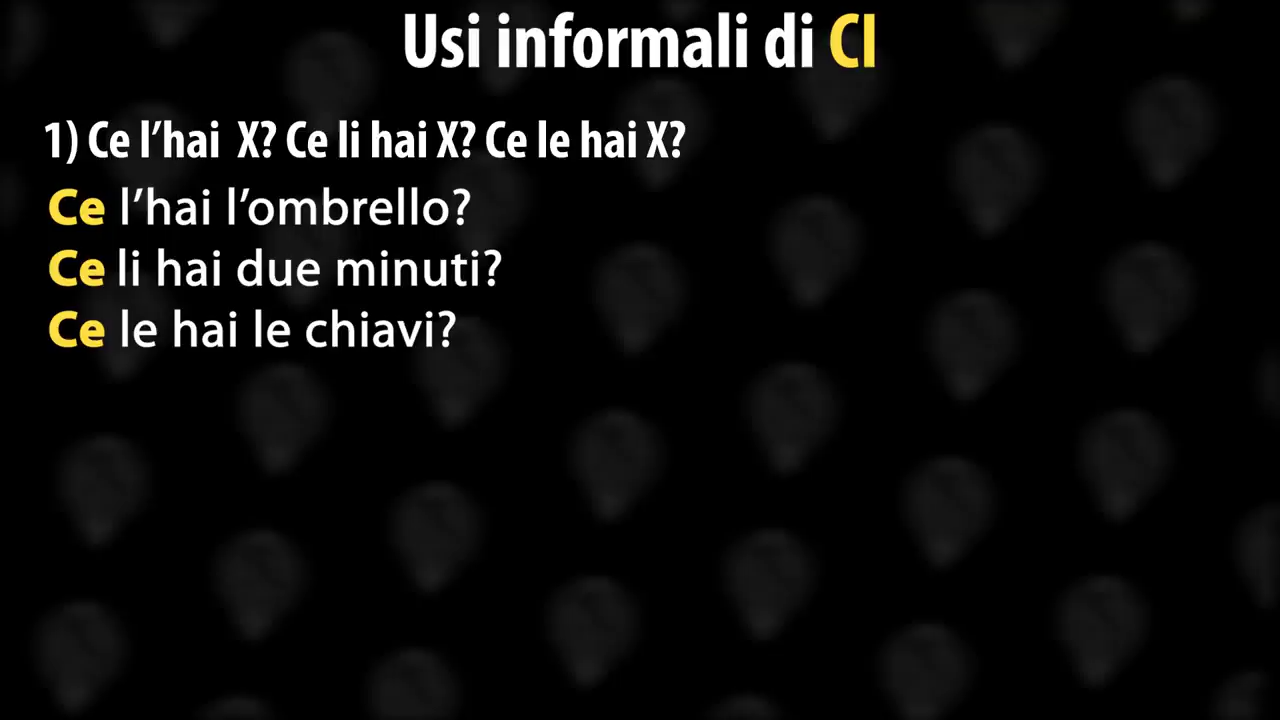 Usi informali di CI
1) Ce l’hai X? Ce li hai X? Ce le hai X?
Ce l’hai l’ombrello?
Ce li hai due minuti?
Ce le hai le chiavi?